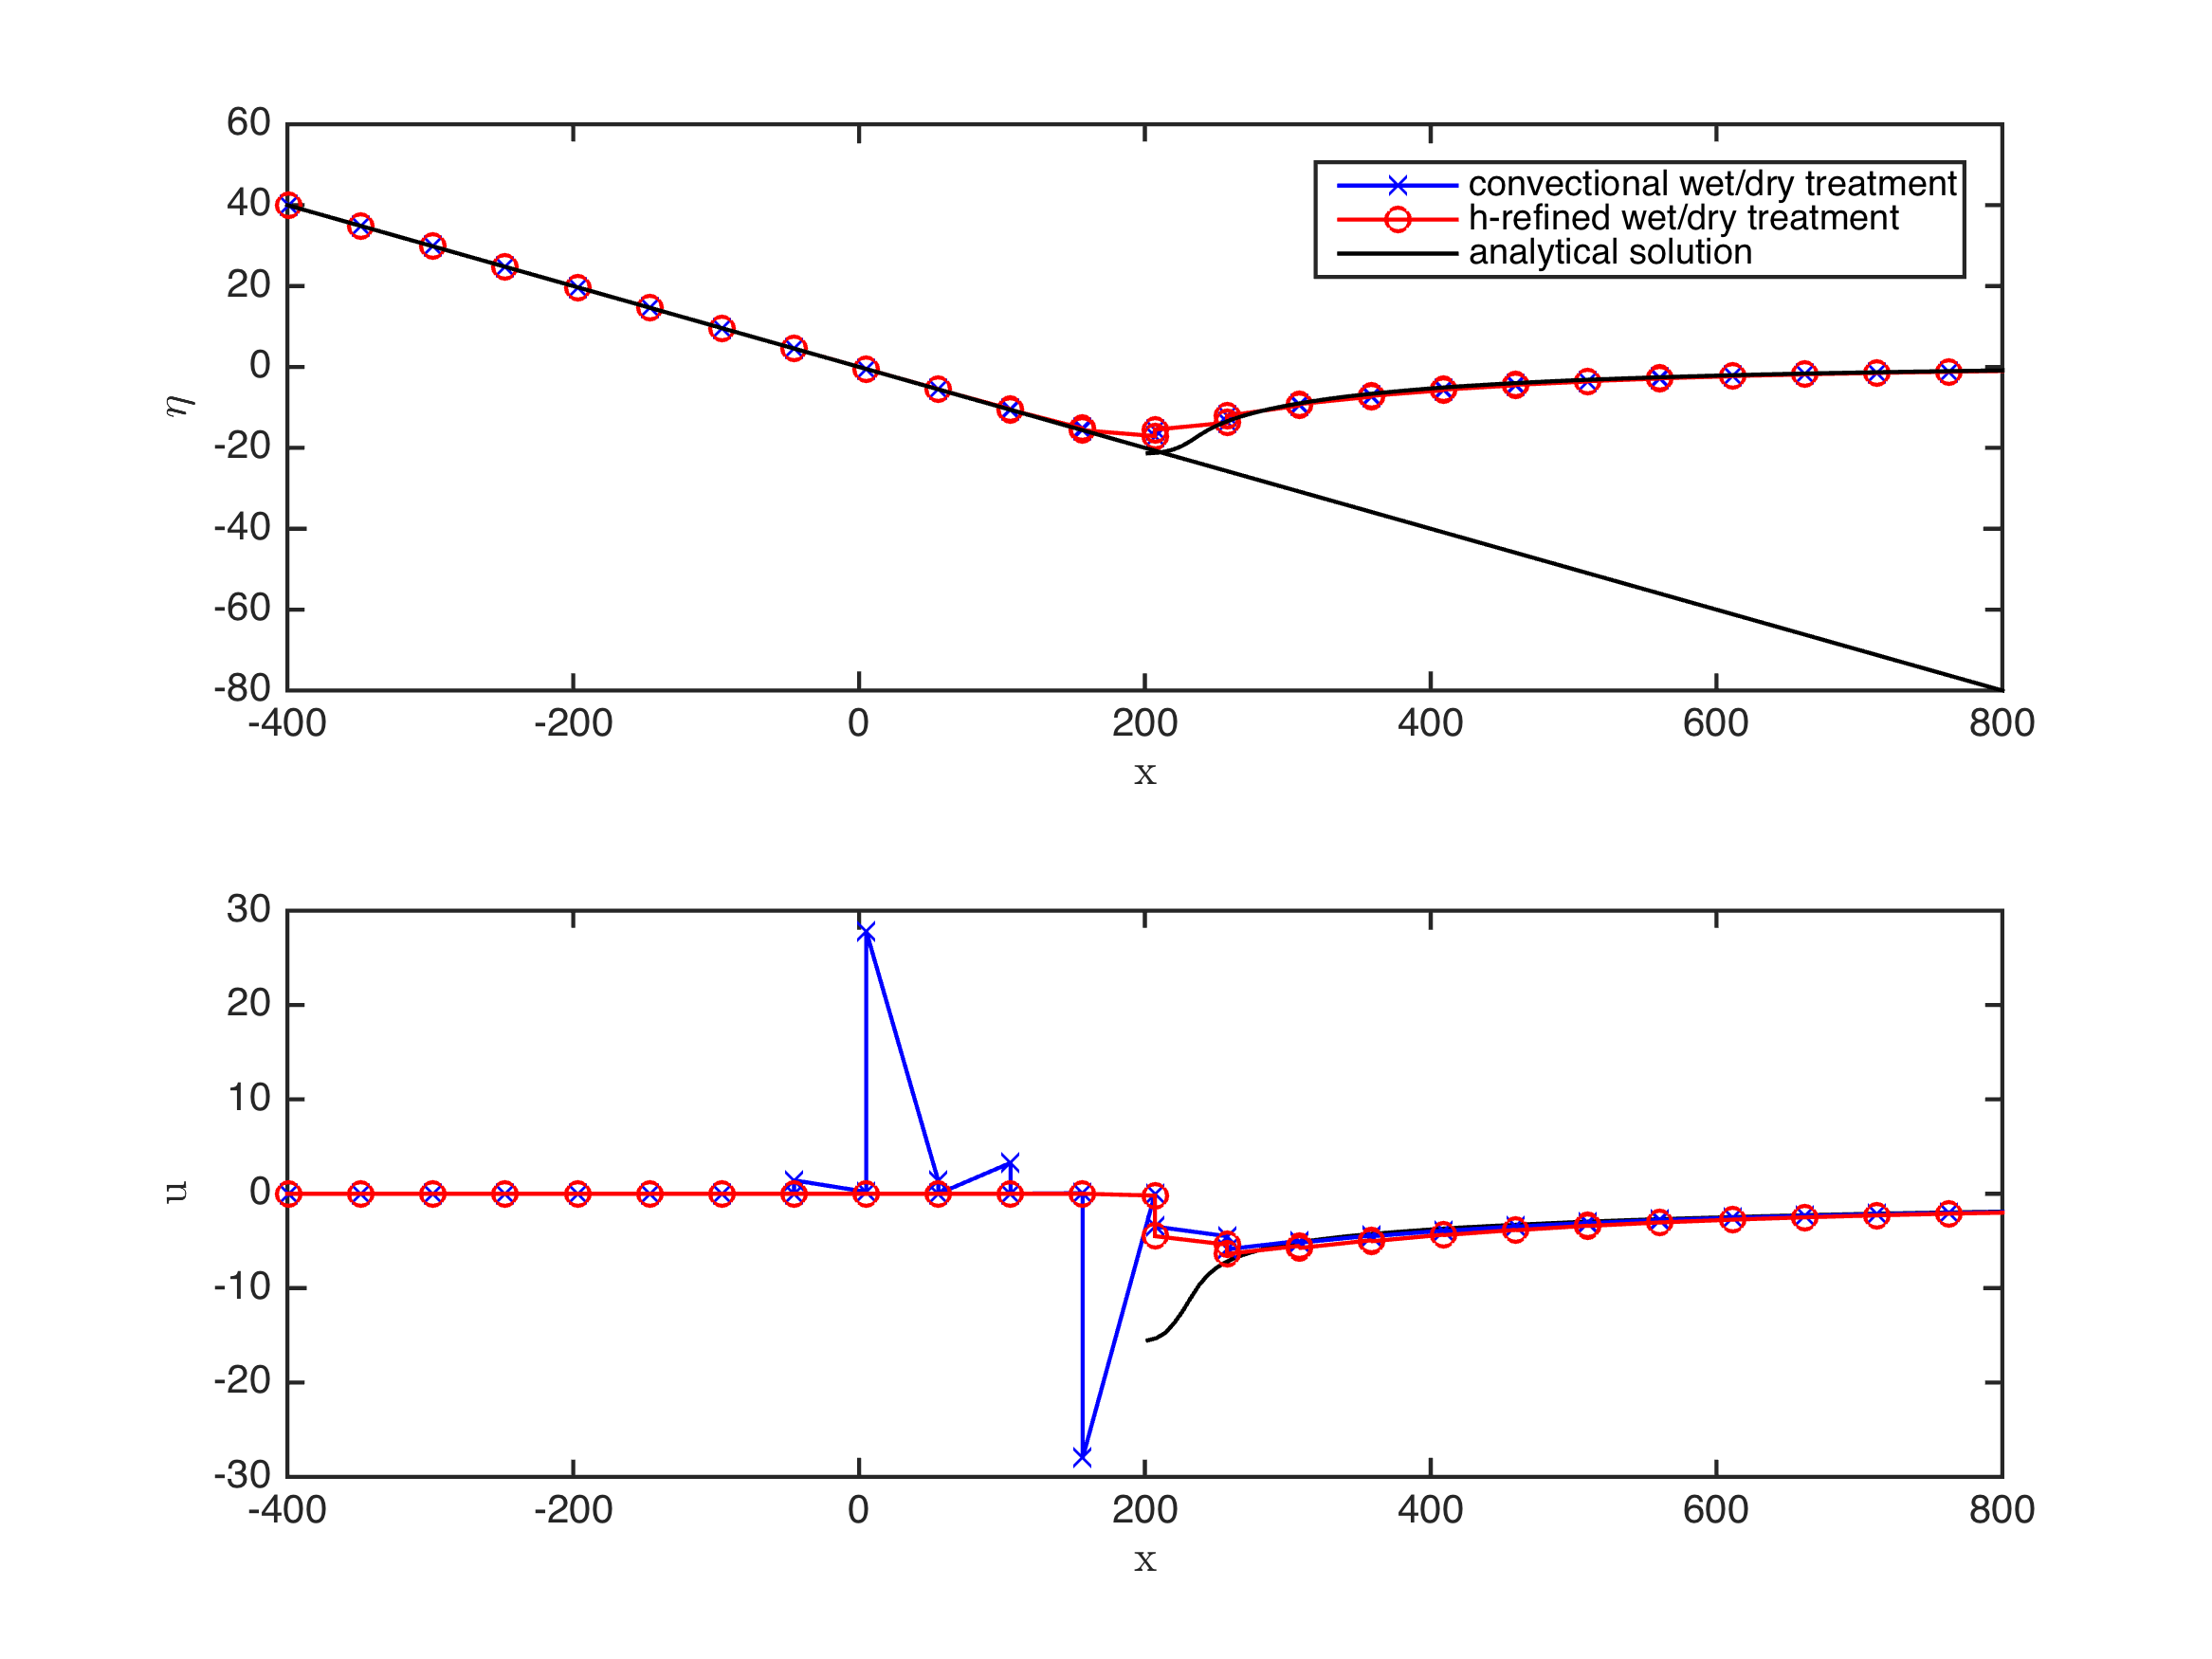 60
40
20
0
-20
-40
-60
-80
η
convectional wet/dry treatment
h-refined wet/dry treatment
analytical solution
-400 -200 0 200 400 600 800
x
30
20
10
0
-10
-20
-30
u
-400 -200 0 200 400 600 800
x